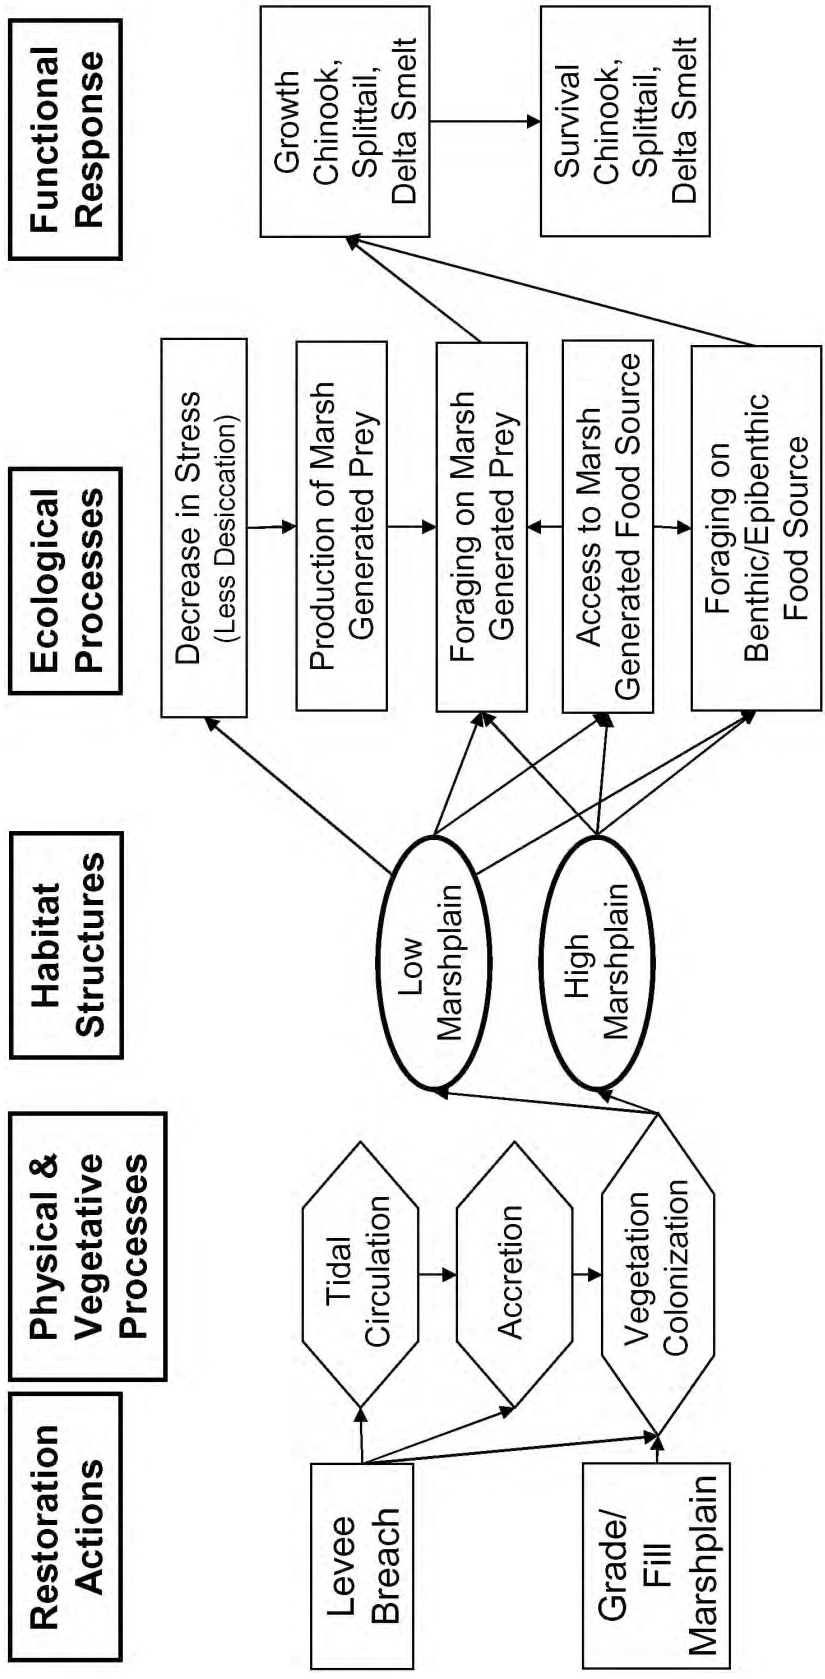 Restoration
Actions
Physical &
Vegetative
Processes
Habitat
Structures
Ecological
Processes
Functional
Response
Levee
Breach
Grade/
Fill
Marshplain
Tidal
Circulation
Accretion
Vegetation
Colonization
Low
Marshplain
High
Marshplain
Decrease in Stress
(Less Desiccation)
Production of Marsh
Generated Prey
Foraging on Marsh
Generated Prey
Access to Marsh
Generated Food Source
Foraging on
Benthic/Epibenthic
Food Source
Growth
Chinook,
Splittail,
Delta Smelt
Survival
Chinook,
Splittail,
Delta Smelt